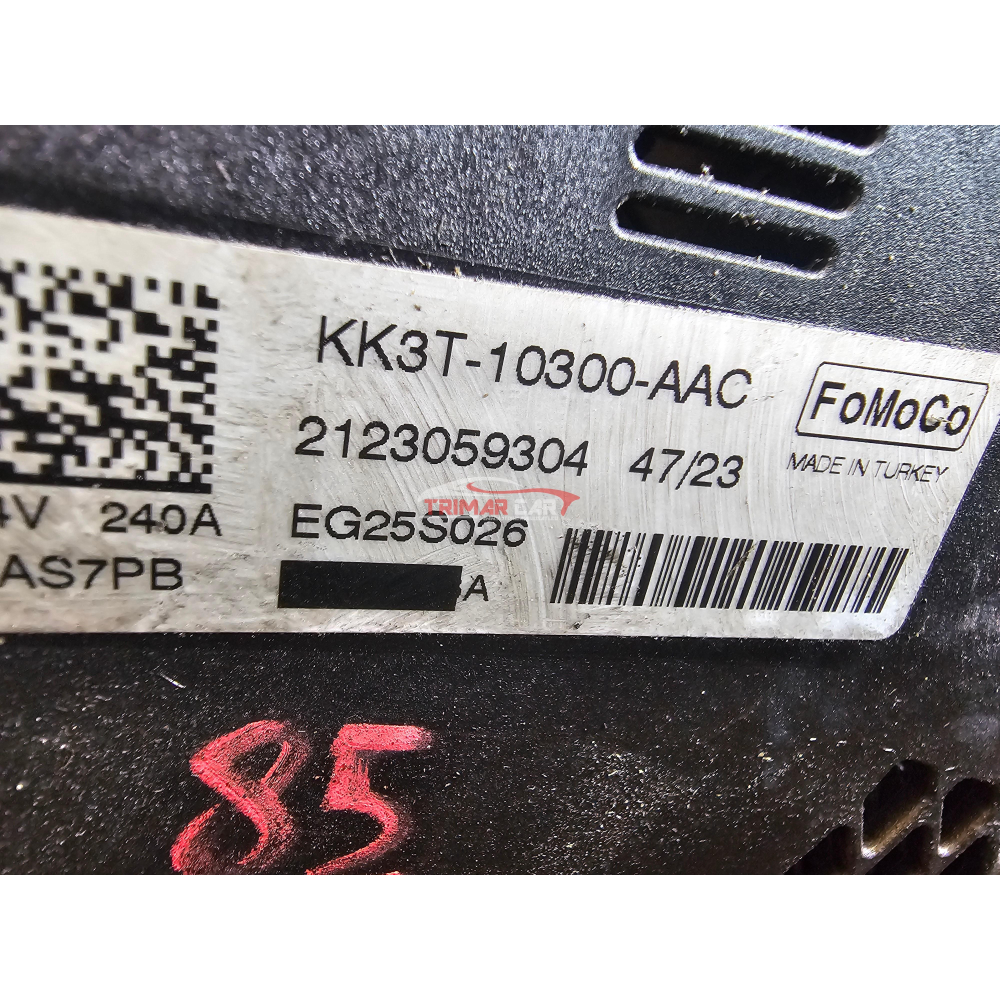 KK3T-10300-AAC
FoMoCo
2123059304 47/23
MADE IN TURKEY
4V 240A EG25S026
TRIMAR CAR
AS7PB
A
85